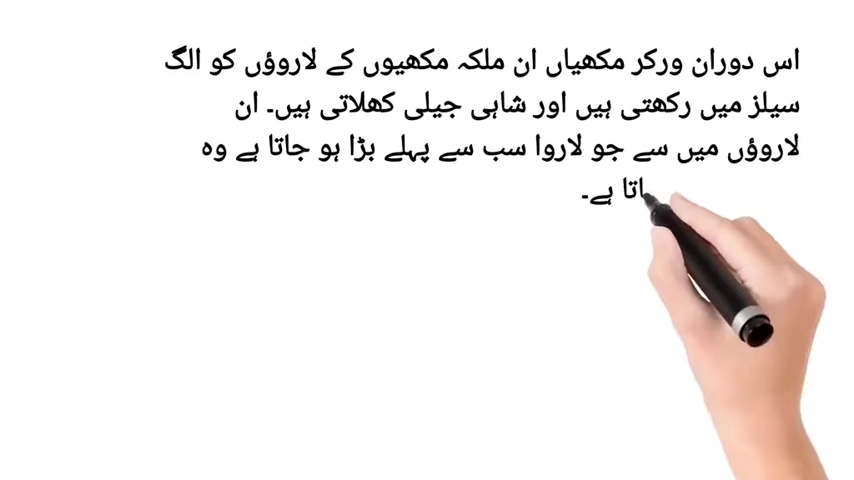 اس دوران ورکر مکھیاں ان ملکہ مکھیوں کے لاروؤں کو الگ
سیلز میں رکھتی ہیں اور شاہی جیلی کھلاتی ہیں۔ ان
لاروؤں میں سے جو لاروا سب سے پہلے بڑا ہو جاتا ہے وہ
ہے۔